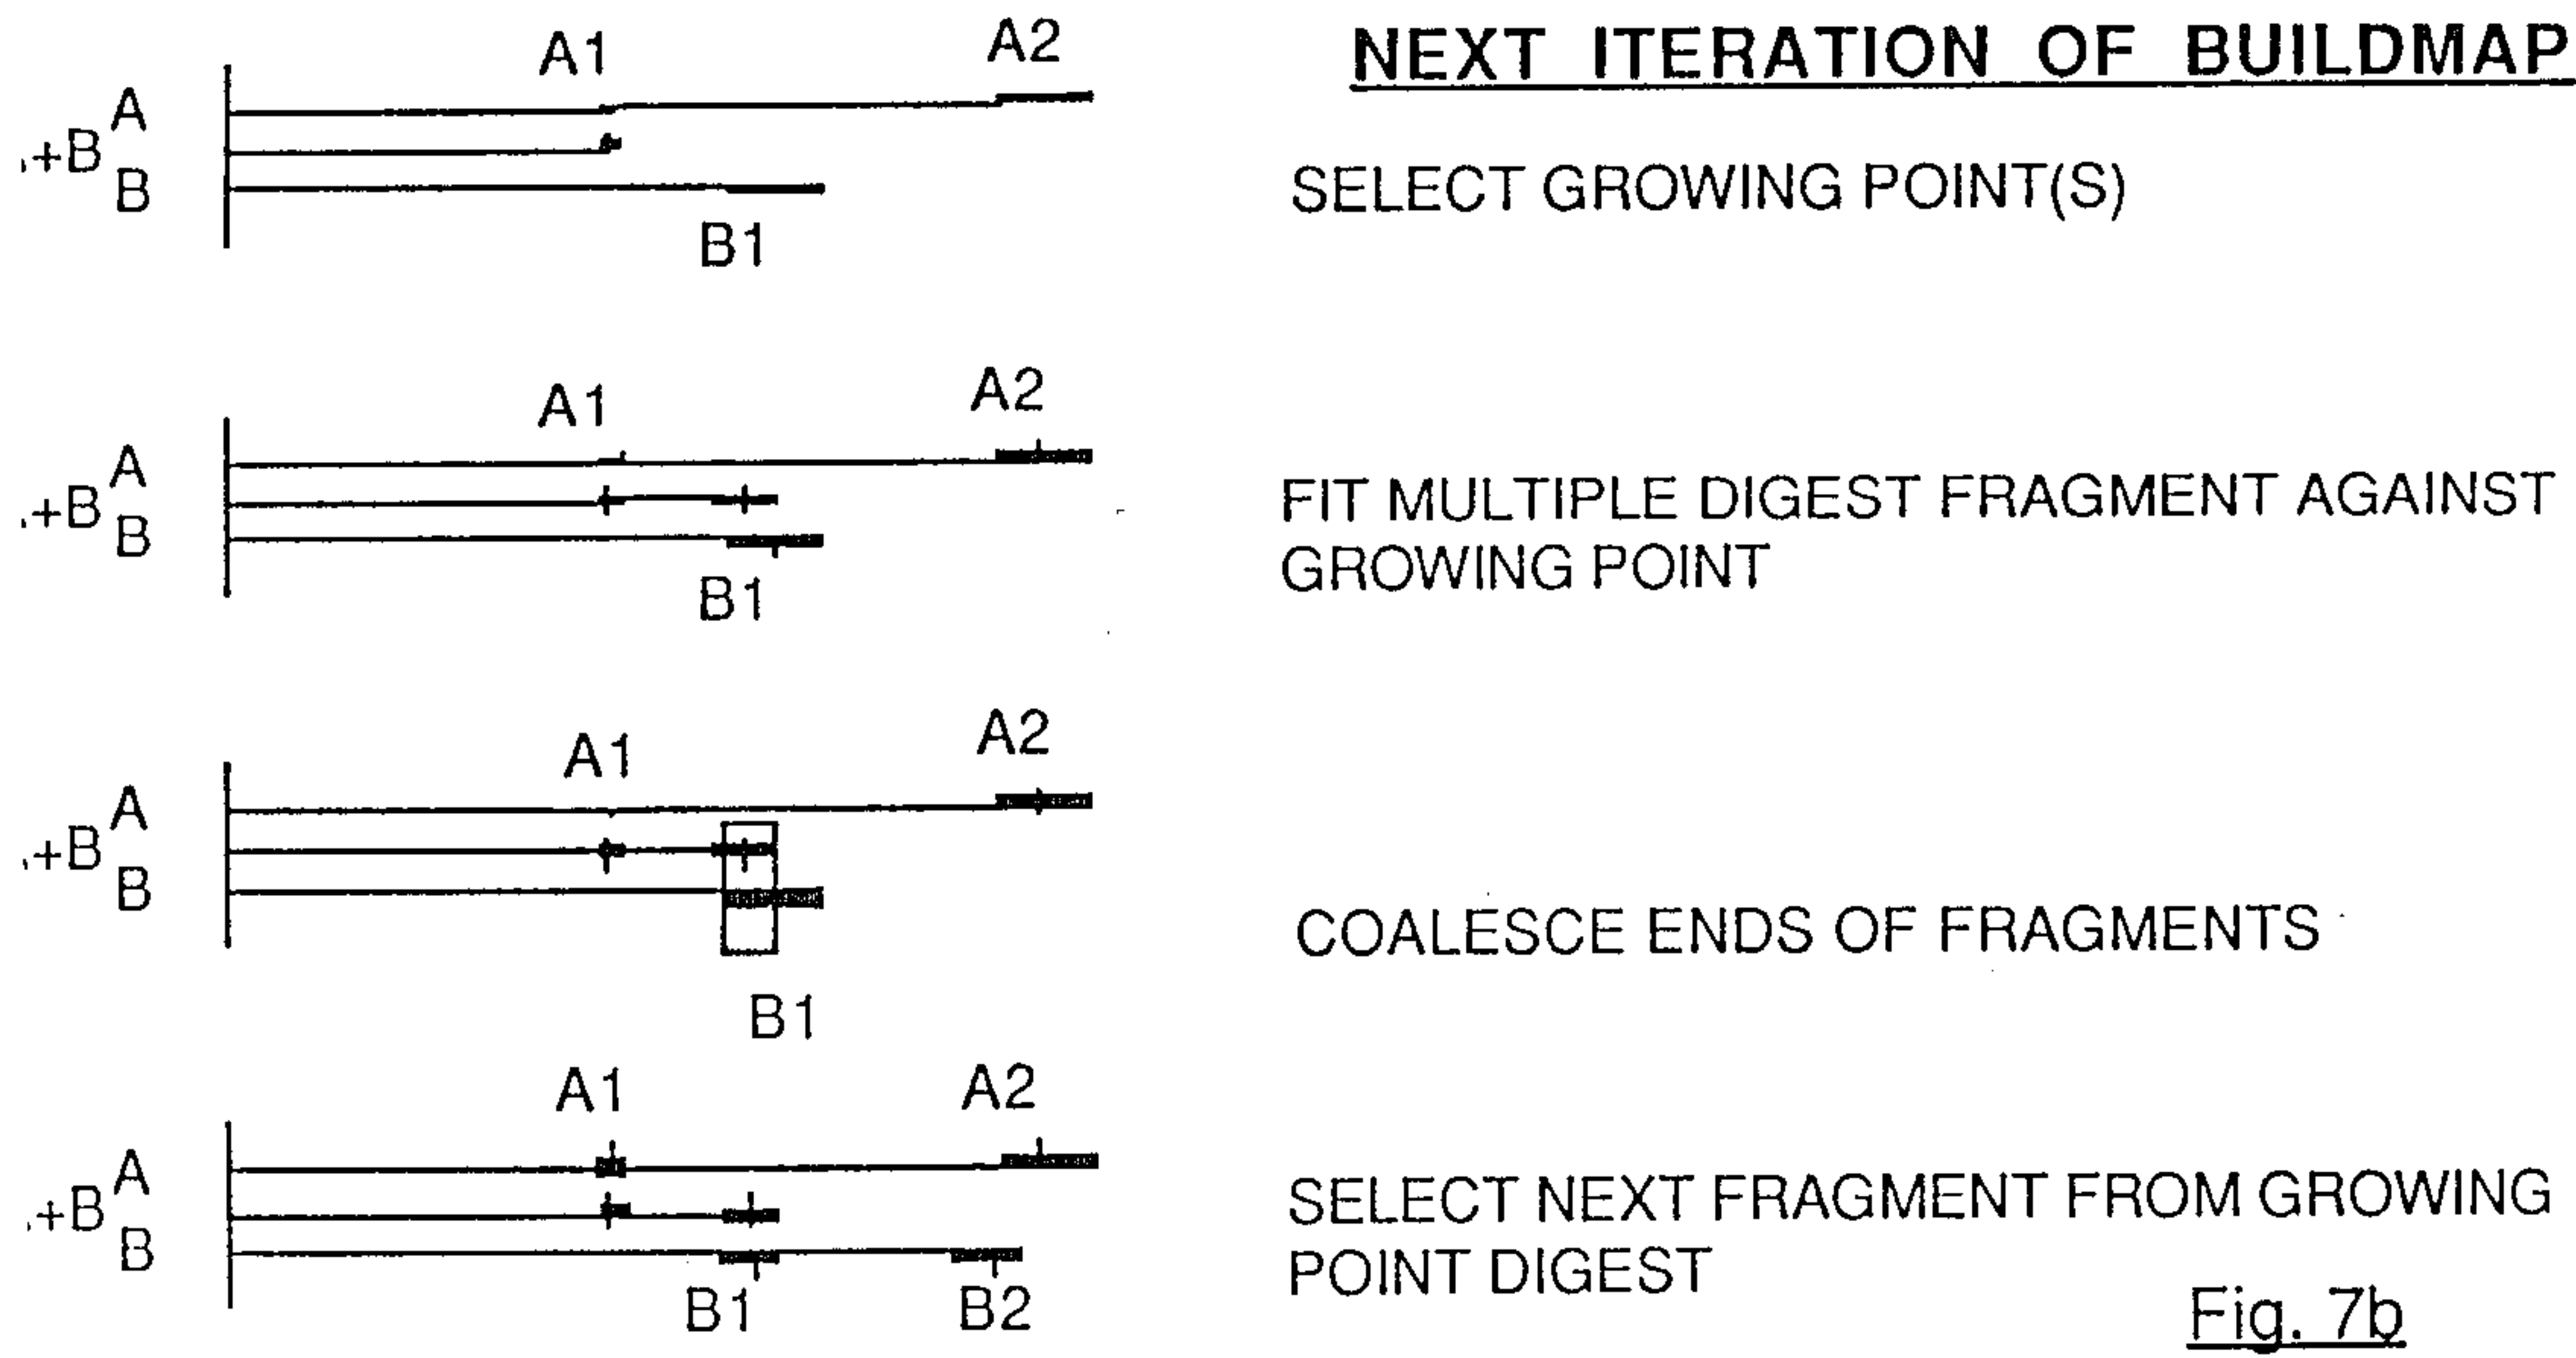 A1 A2 NEXT ITERATION OF BUILDMAP
A
+B
B
SELECT GROWING POINT(S)
B1
A1 A2
A
+B
B
FIT MULTIPLE DIGEST FRAGMENT AGAINST
GROWING POINT
B1
A1 A2
A
+B
B
COALESCE ENDS OF FRAGMENTS
B1
A1 A2
A
+B
B
SELECT NEXT FRAGMENT FROM GROWING
POINT DIGEST
B1 B2
Fig. 7b